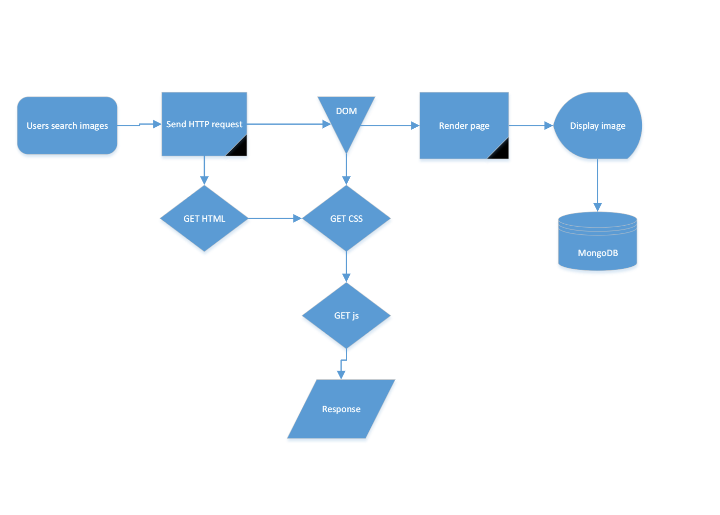 Users search images
Send HTTP request
DOM
Render page
Display image
GET HTML
GET CSS
MongoDB
GET js
Response